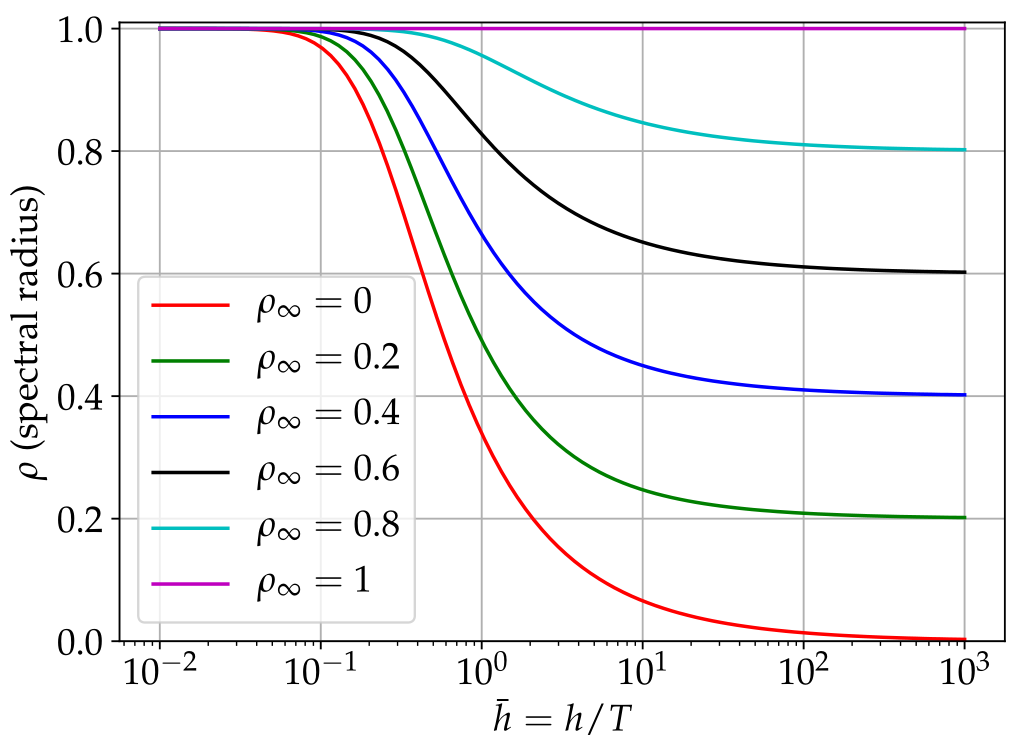 1.0
0.8
0.6
0.4
0.2
0.0
ρ (spectral radius)
ρ∞ = 0
ρ∞ = 0.2
ρ∞ = 0.4
ρ∞ = 0.6
ρ∞ = 0.8
ρ∞ = 1
10⁻² 10⁻¹ 10⁰ 10¹ 10² 10³
h̄ = h/T